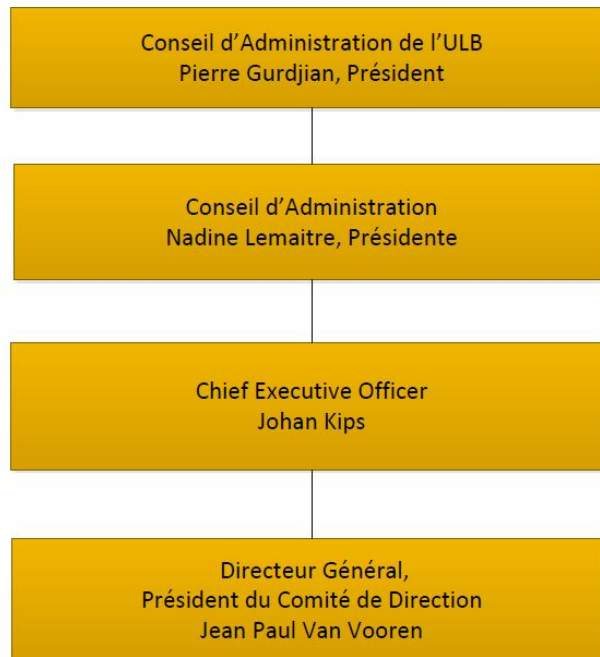 Conseil d’Administration de l’ULB
Pierre Gurdjian, Président
Conseil d’Administration
Nadine Lemaitre, Présidente
Chief Executive Officer
Johan Kips
Directeur Général,
Président du Comité de Direction
Jean Paul Van Vooren